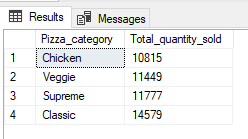 Results Messages
Pizza_category Total_quantity_sold
1 Chicken 10815
2 Veggie 11449
3 Supreme 11777
4 Classic 14579